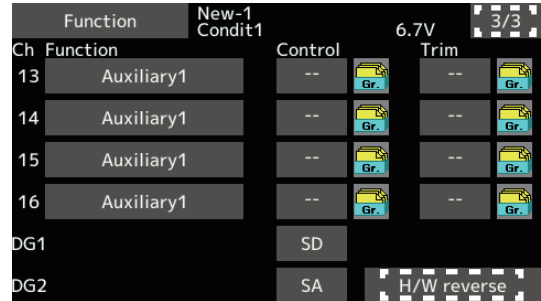 Function New-1 Condit1 6.7V 3/3
Ch Function Control Trim
13 Auxiliary1 -- Gr. -- Gr.
14 Auxiliary1 -- Gr. -- Gr.
15 Auxiliary1 -- Gr. -- Gr.
16 Auxiliary1 -- Gr. -- Gr.
DG1 SD
DG2 SA H/W reverse